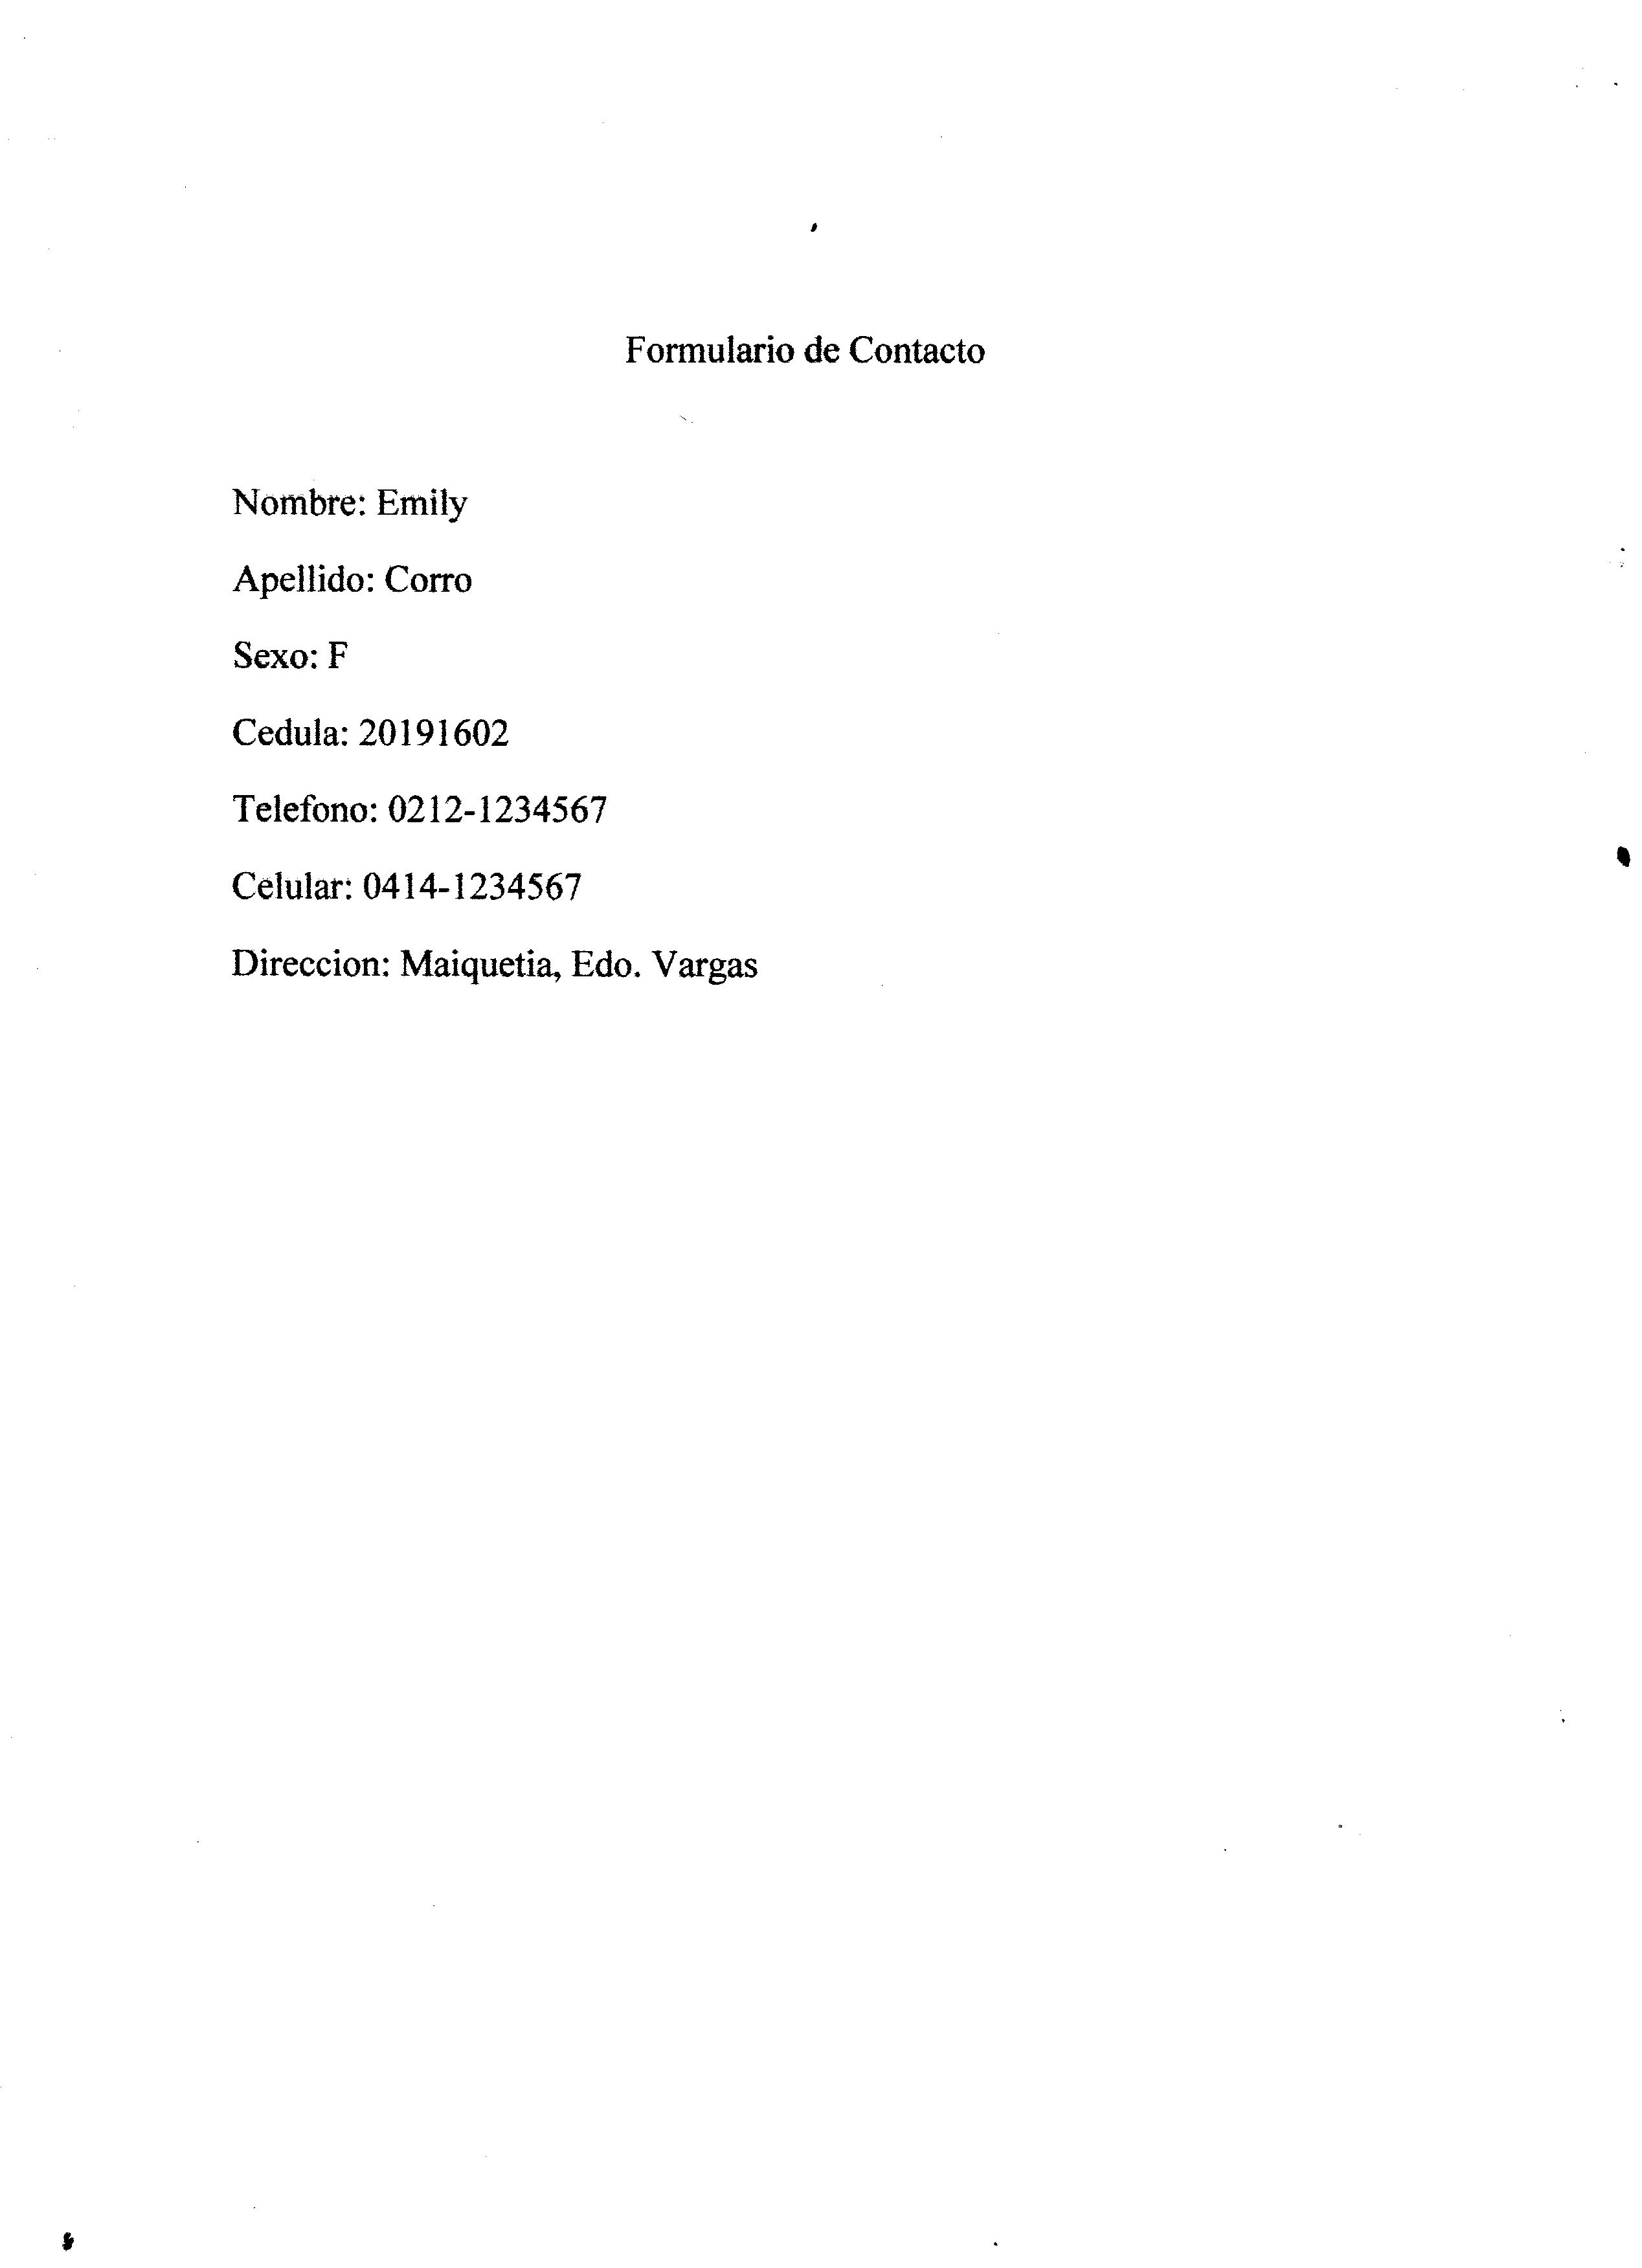 Formulario de Contacto
Nombre: Emily
Apellido: Corro
Sexo: F
Cedula: 20191602
Telefono: 0212-1234567
Celular: 0414-1234567
Direccion: Maiquetia, Edo. Vargas